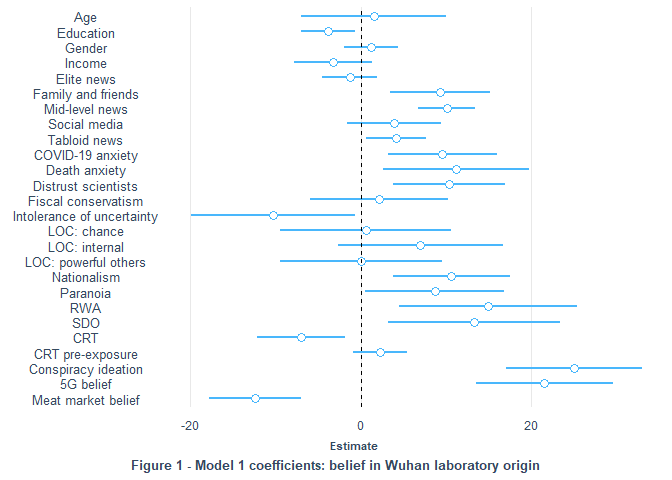 Age
Education
Gender
Income
Elite news
Family and friends
Mid-level news
Social media
Tabloid news
COVID-19 anxiety
Death anxiety
Distrust scientists
Fiscal conservatism
Intolerance of uncertainty
LOC: chance
LOC: internal
LOC: powerful others
Nationalism
Paranoia
RWA
SDO
CRT
CRT pre-exposure
Conspiracy ideation
5G belief
Meat market belief
-20 0 20
Estimate
Figure 1 - Model 1 coefficients: belief in Wuhan laboratory origin